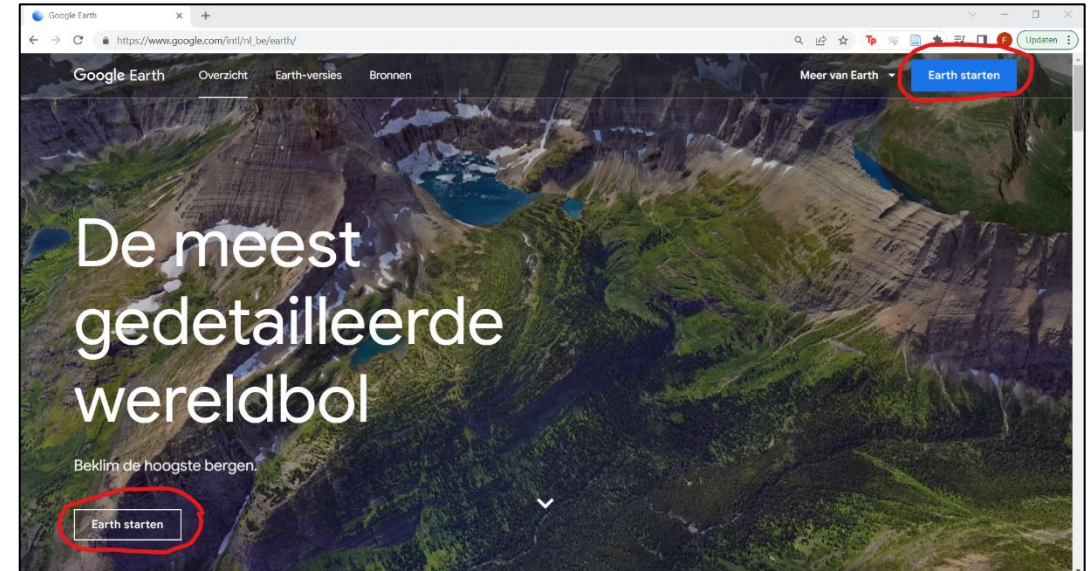 Google Earth
https://www.google.com/intl/nl_be/earth/
Tp
F
Updaten
Google Earth
Overzicht
Earth-versies
Bronnen
Meer van Earth
Earth starten
De meest
gedetailleerde
wereldbol
Beklim de hoogste bergen.
Earth starten